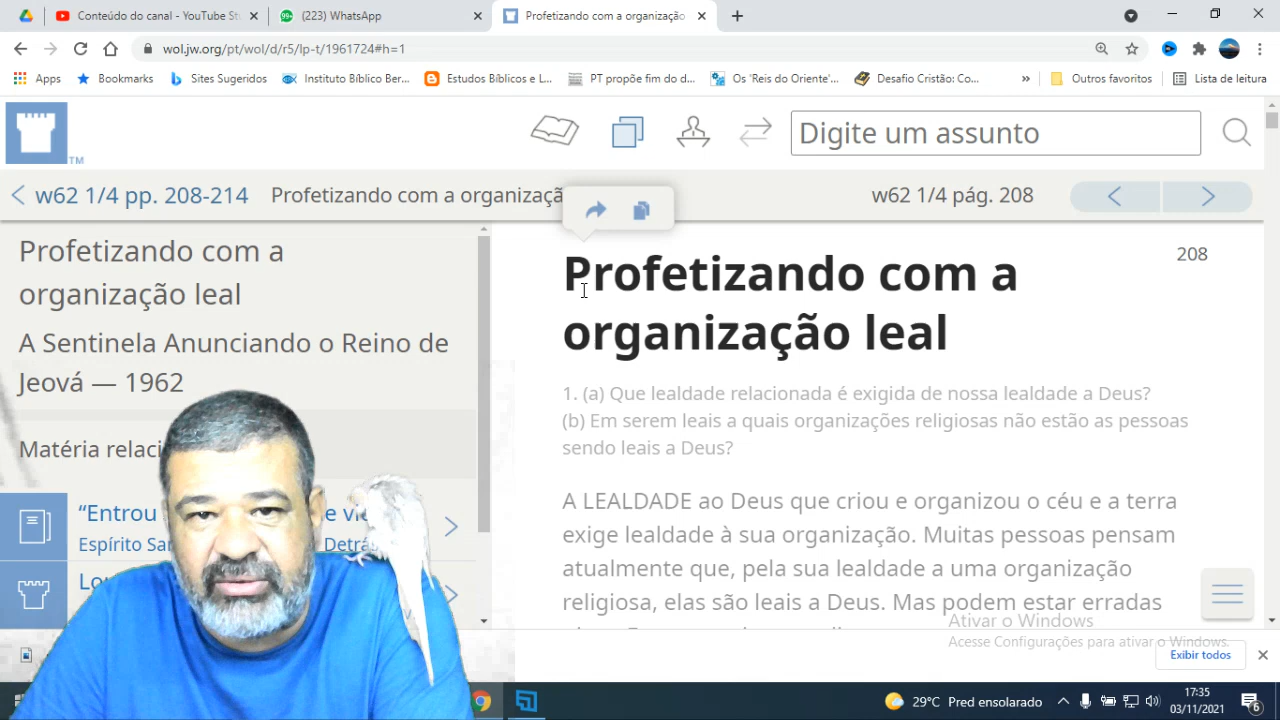 Conteúdo do canal - YouTube St
(223) WhatsApp
Profetizando com a organização
wol.jw.org/pt/wol/d/r5/lp-t/1961724#h=1
Apps
Bookmarks
Sites Sugeridos
Instituto Bíblico Ber...
Estudos Bíblicos e L...
PT propõe fim do d...
Os 'Reis do Oriente'...
Desafio Cristão: Co...
»
Outros favoritos
Lista de leitura
TM
Digite um assunto
w62 1/4 pp. 208-214
Profetizando com a organizaçã
w62 1/4 pág. 208
Profetizando com a
organização leal
A Sentinela Anunciando o Reino de
Jeová — 1962
Matéria relaci
“Entrou
e vi
Espírito Sa
Detrá
208
Profetizando com a
organização leal
1. (a) Que lealdade relacionada é exigida de nossa lealdade a Deus?
(b) Em serem leais a quais organizações religiosas não estão as pessoas
sendo leais a Deus?
A LEALDADE ao Deus que criou e organizou o céu e a terra
exige lealdade à sua organização. Muitas pessoas pensam
atualmente que, pela sua lealdade a uma organização
religiosa, elas são leais a Deus. Mas podem estar erradas
Ativar o Windows
Acesse Configurações para ativar o Windows.
Exibir todos
29°C Pred ensolarado
17:35
03/11/2021
6